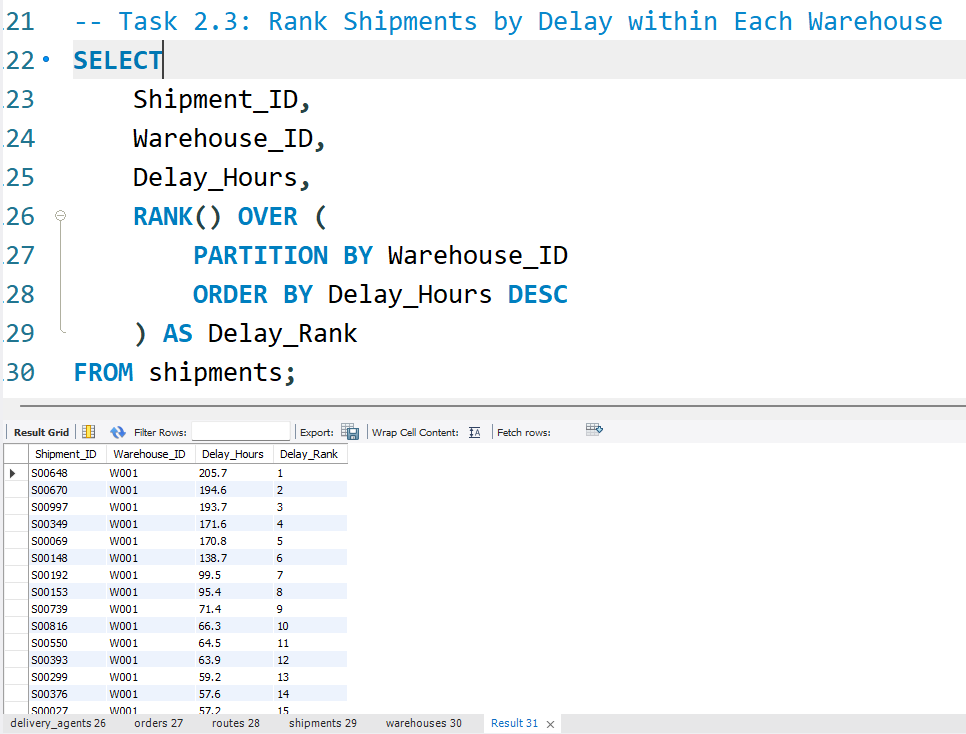 .21 -- Task 2.3: Rank Shipments by Delay within Each Warehouse
.22 SELECT
.23 Shipment_ID,
.24 Warehouse_ID,
.25 Delay_Hours,
.26 RANK() OVER (
.27 PARTITION BY Warehouse_ID
.28 ORDER BY Delay_Hours DESC
.29 ) AS Delay_Rank
.30 FROM shipments;
Result Grid Filter Rows: Export: Wrap Cell Content: IA Fetch rows:
Shipment_ID Warehouse_ID Delay_Hours Delay_Rank
S00648 W001 205.7 1
S00670 W001 194.6 2
S00997 W001 193.7 3
S00349 W001 171.6 4
S00069 W001 170.8 5
S00148 W001 138.7 6
S00192 W001 99.5 7
S00153 W001 95.4 8
S00739 W001 71.4 9
S00816 W001 66.3 10
S00550 W001 64.5 11
S00393 W001 63.9 12
S00299 W001 59.2 13
S00376 W001 57.6 14
S00027 W001 57.2 15
delivery_agents 26 orders 27 routes 28 shipments 29 warehouses 30 Result 31